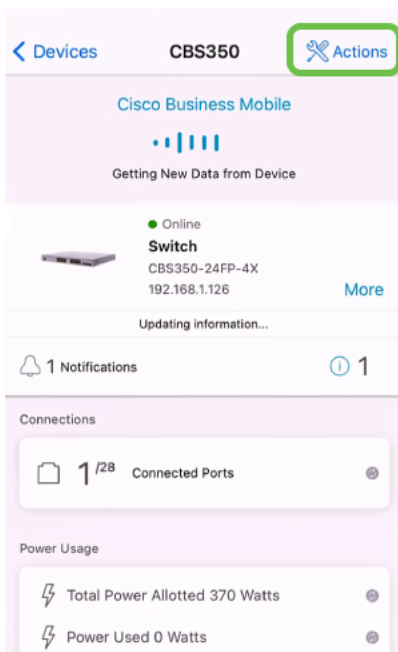 Devices CBS350 Actions
Cisco Business Mobile
Getting New Data from Device
Online
Switch
CBS350-24FP-4X
192.168.1.126 More
Updating information...
1 Notifications 1
Connections
1/28 Connected Ports
Power Usage
Total Power Allotted 370 Watts
Power Used 0 Watts